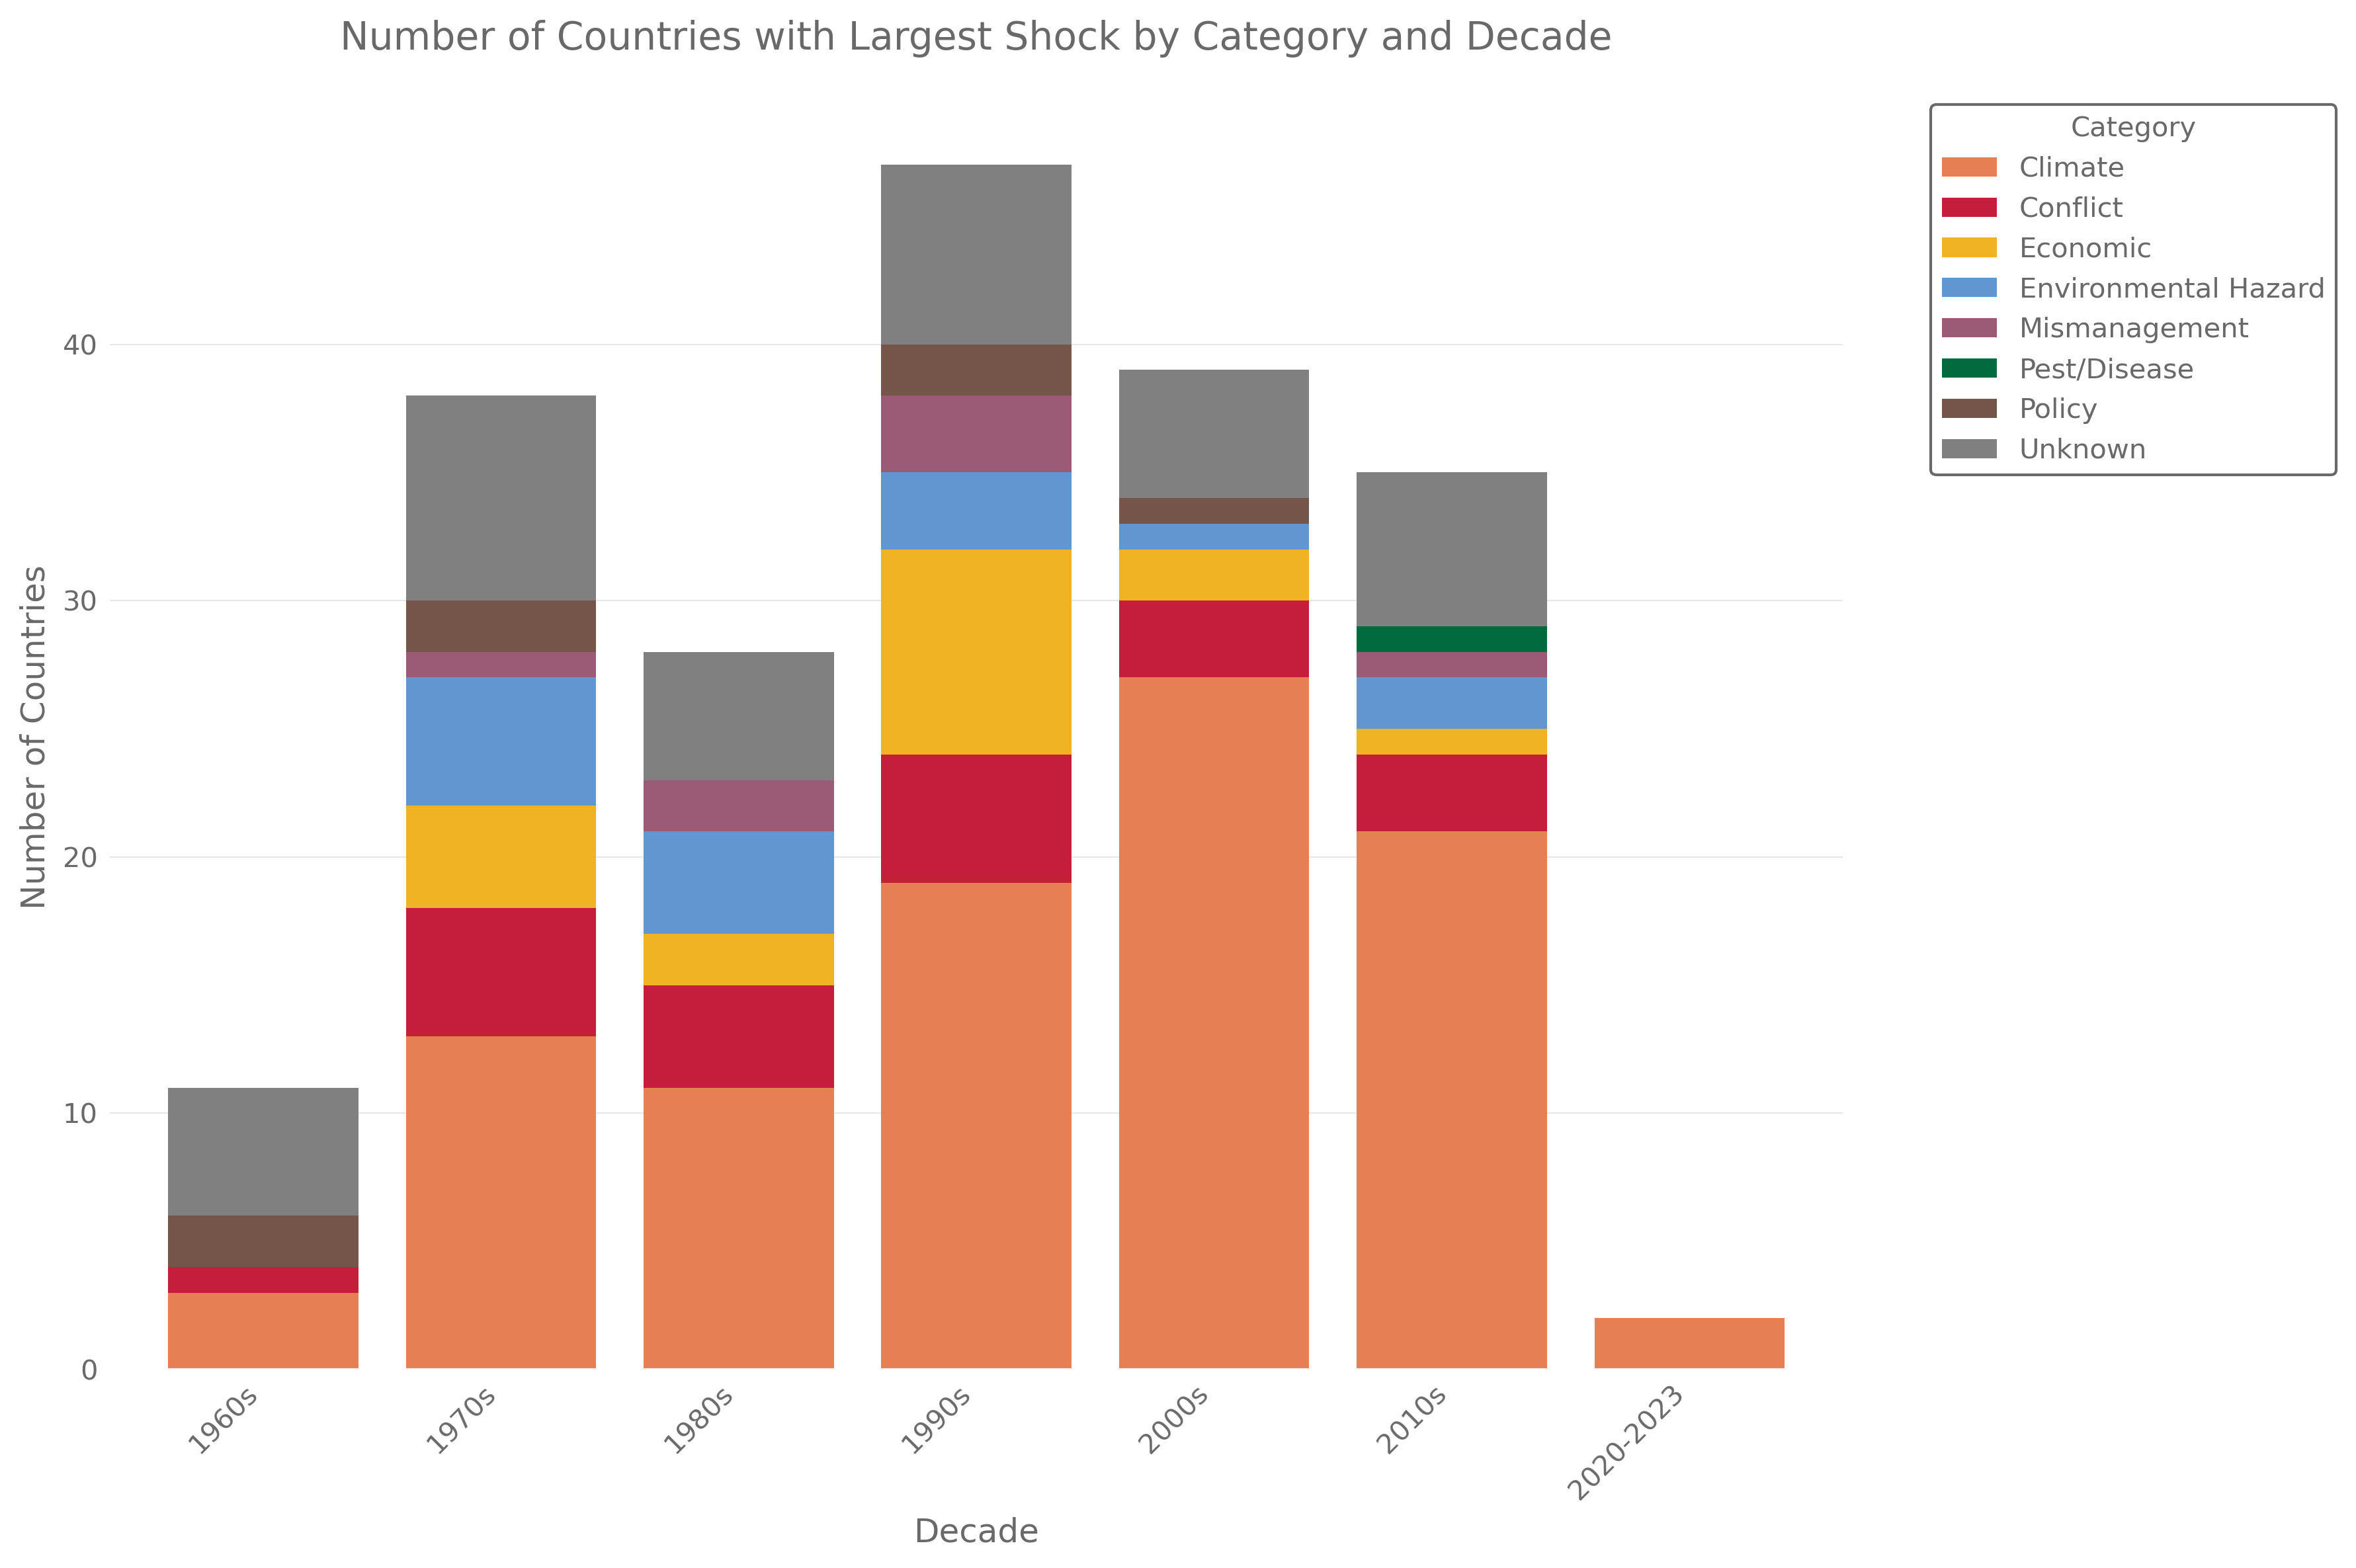 Number of Countries with Largest Shock by Category and Decade
Category
Climate
Conflict
Economic
Environmental Hazard
Mismanagement
Pest/Disease
Policy
Unknown
Number of Countries
40
30
20
10
0
1960s
1970s
1980s
1990s
2000s
2010s
2020-2023
Decade